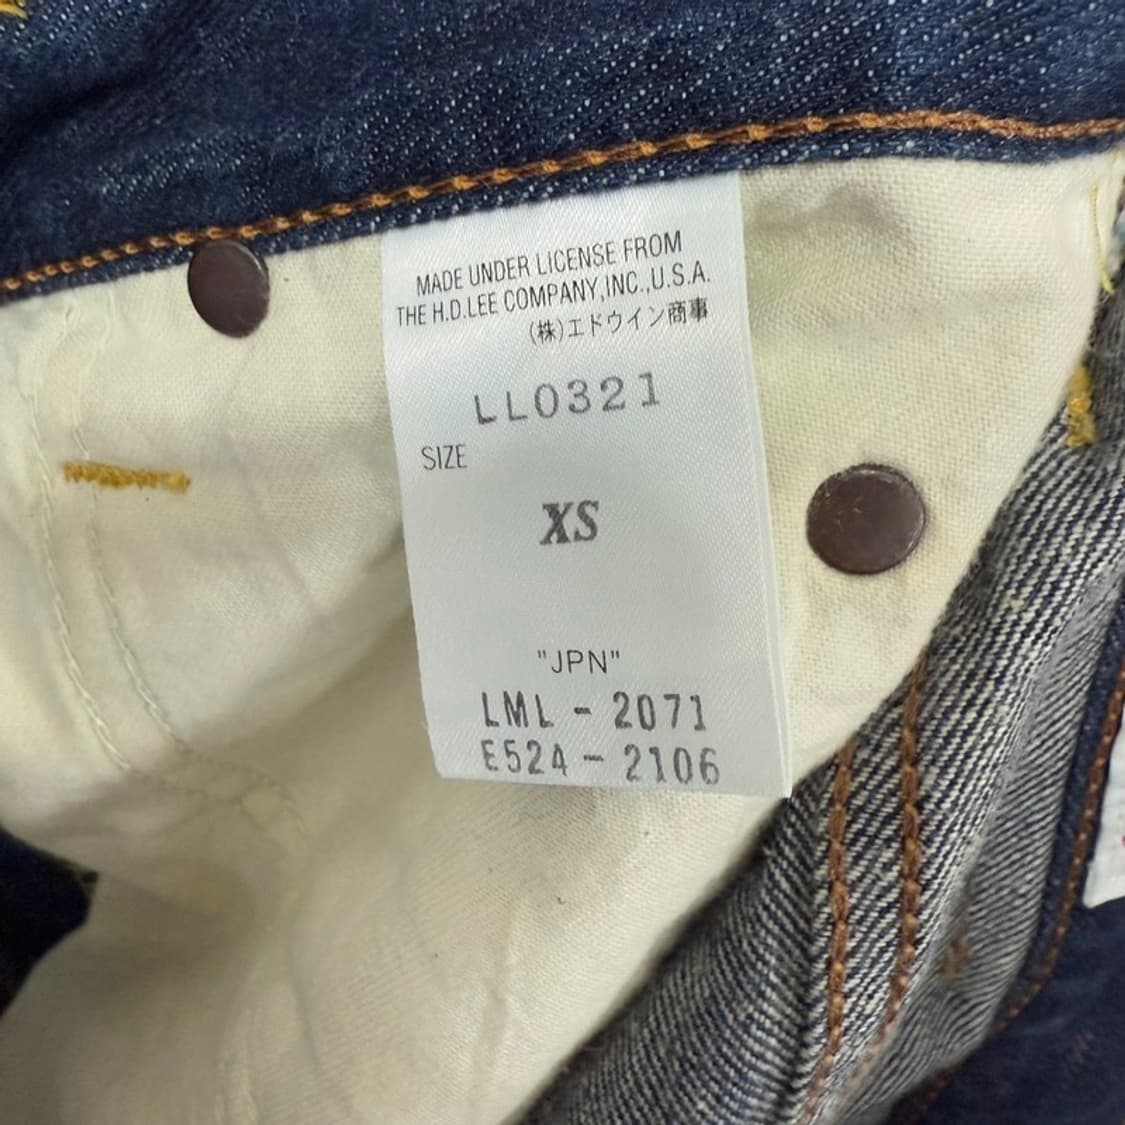 MADE UNDER LICENSE FROM
THE H.D.LEE COMPANY,INC.,U.S.A.
(株)エドウイン商事
LL0321
SIZE
XS
"JPN"
LML - 2071
E524 - 2106